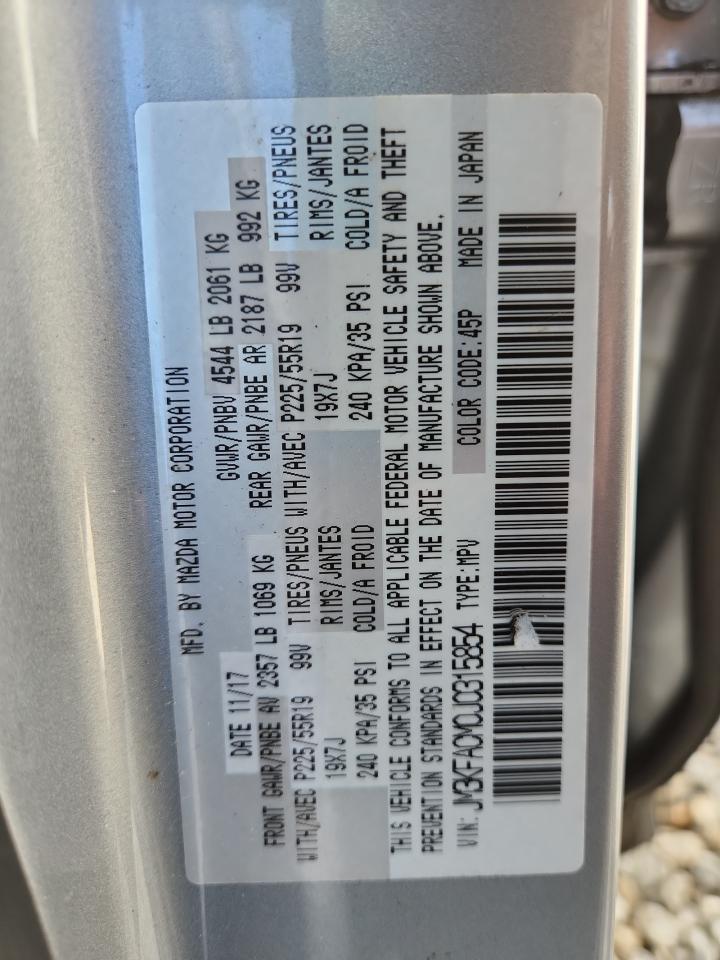 MFD. BY MAZDA MOTOR CORPORATION
DATE 11/17 GVWR/PNBV 4544 LB 2061 KG
FRONT GAWR/PNBE AV 2357 LB 1069 KG REAR GAWR/PNBE AR 2187 LB 992 KG
WITH/AVEC P225/55R19 99V TIRES/PNEUS WITH/AVEC P225/55R19 99V TIRES/PNEUS
19X7J RIMS/JANTES 19X7J RIMS/JANTES
240 KPA/35 PSI COLD/A FROID 240 KPA/35 PSI COLD/A FROID
THIS VEHICLE CONFORMS TO ALL APPLICABLE FEDERAL MOTOR VEHICLE SAFETY AND THEFT
PREVENTION STANDARDS IN EFFECT ON THE DATE OF MANUFACTURE SHOWN ABOVE.
VIN: JM3KFACM0J0315854 TYPE:MPV COLOR CODE.45P MADE IN JAPAN